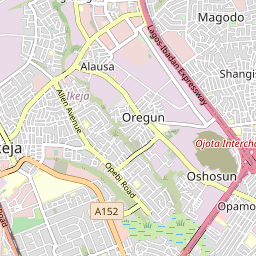 Magodo
Lagos-Ibadan Expressway
Alausa
Shangis
Ikeja
Allen Avenue
Oregun
keja
Ojota Intercha
Opebi Road
Oshosun
Opamo
A152